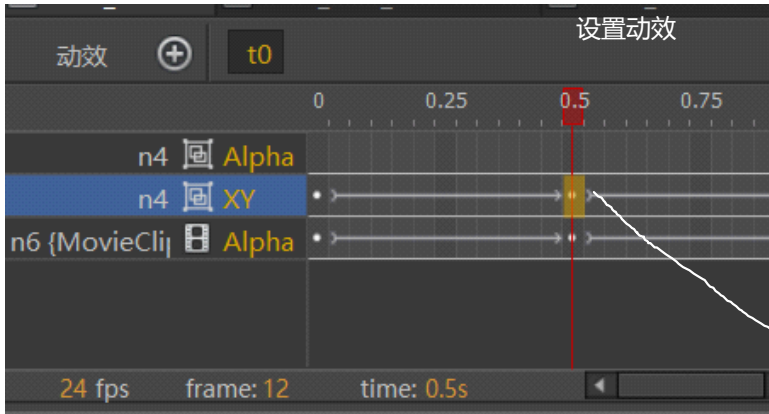 设置动效
动效 t0
0 0.25 0.5 0.75
n4 Alpha
n4 XY
n6 {MovieCli Alpha
24 fps frame: 12 time: 0.5s